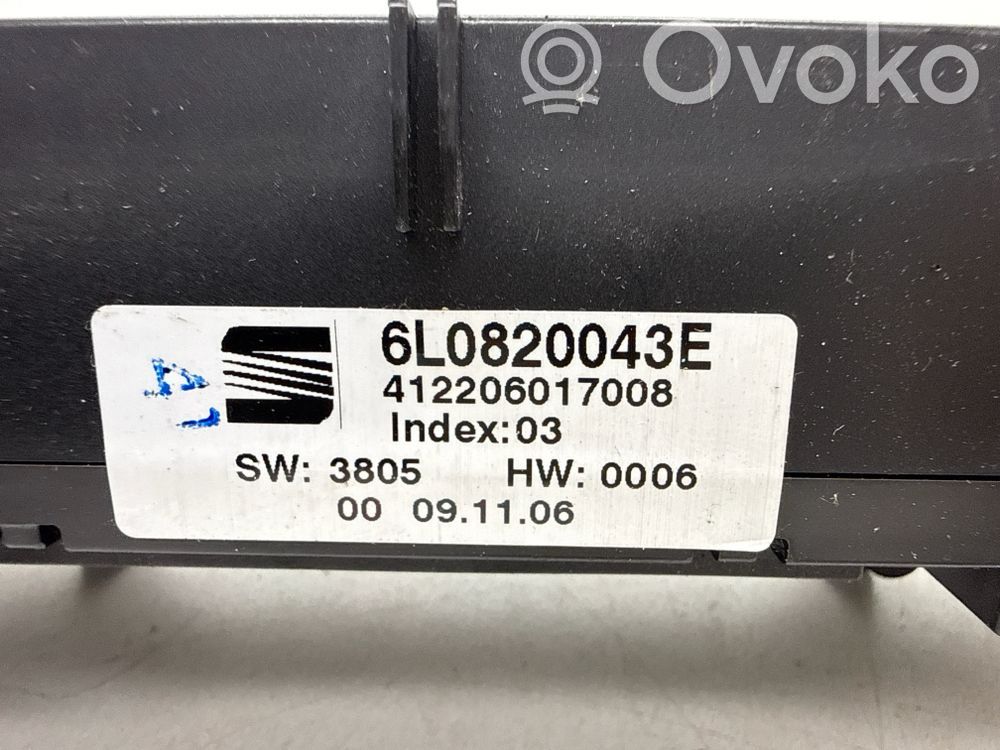 Ovoko
6L0820043E
412206017008
Index:03
SW: 3805 HW: 0006
00 09.11.06